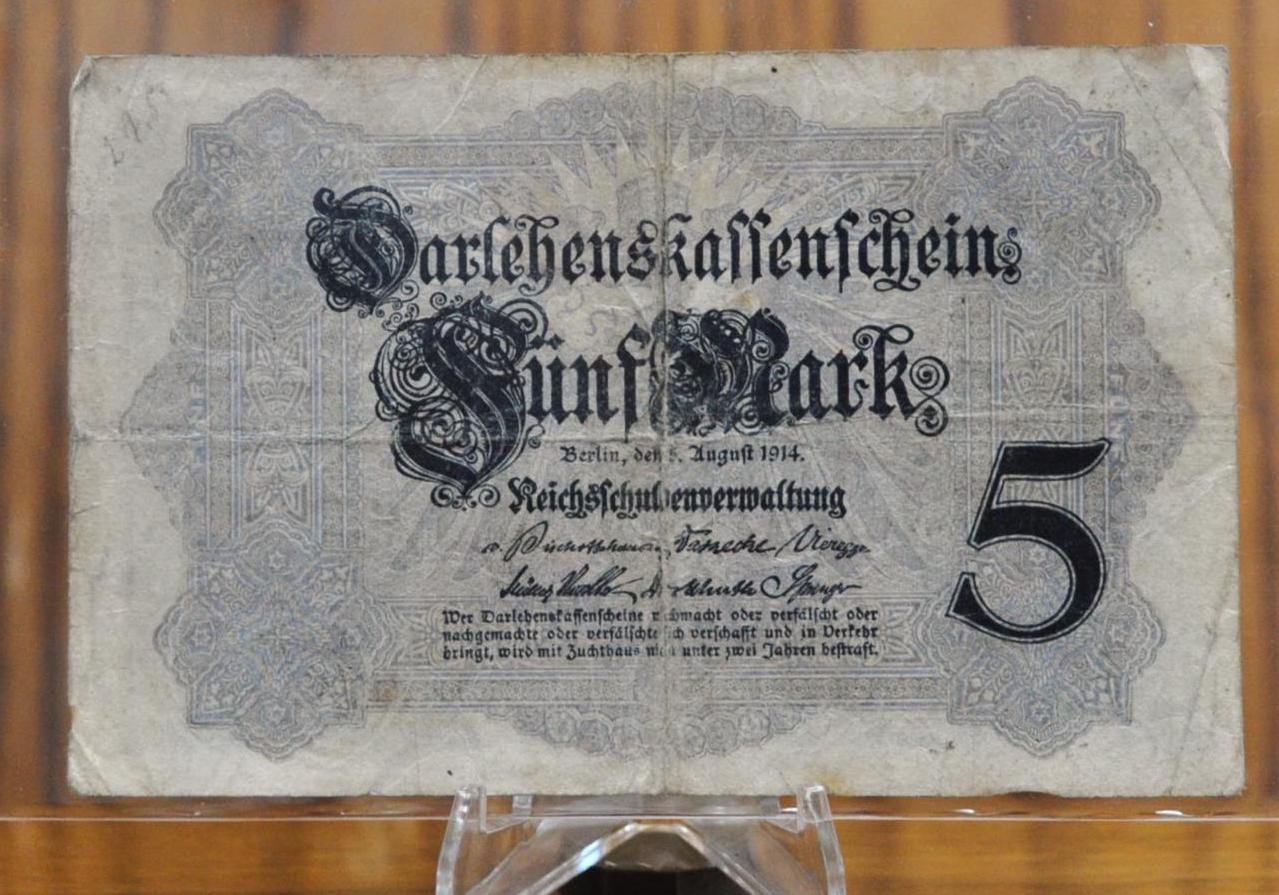 Darlehenskassenschein
Fünf Mark
Berlin, den 5. August 1914.
Reichsschuldenverwaltung
5
Wer Darlehenskassenscheine nachmacht oder verfälscht oder
nachgemachte oder verfälschte sich verschafft und in Verkehr
bringt, wird mit Zuchthaus nicht unter zwei Jahren bestraft.